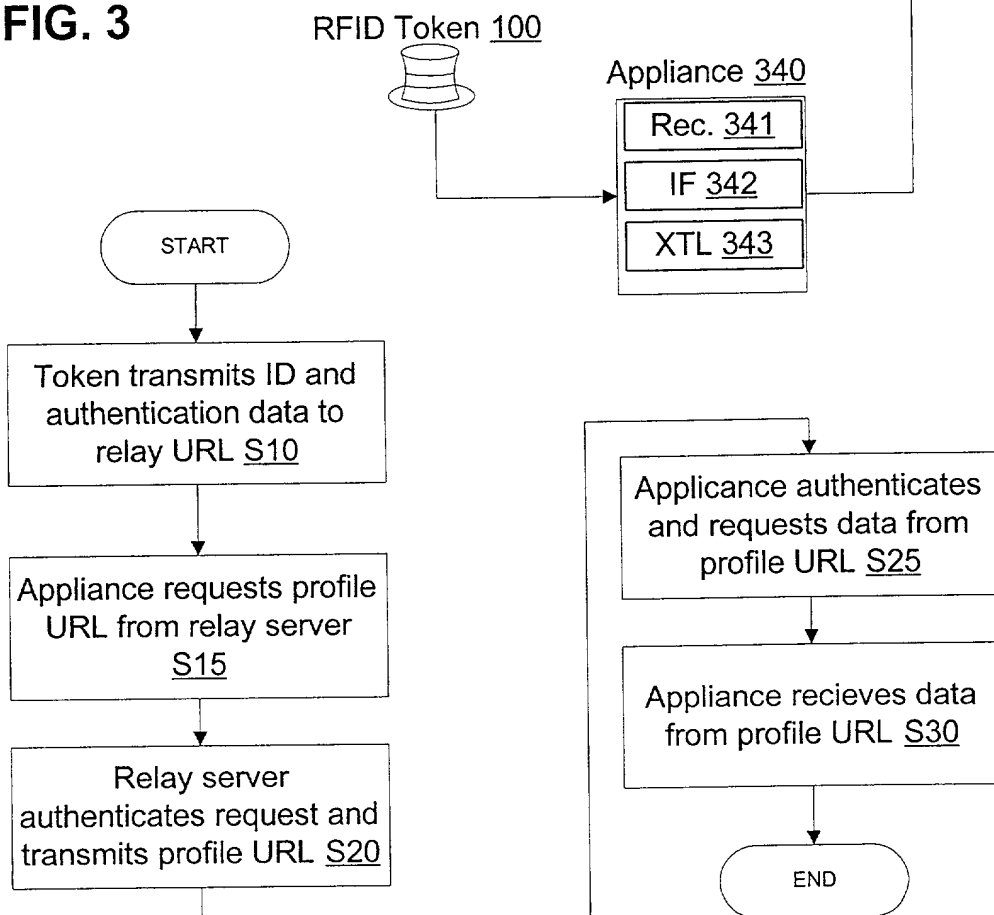 FIG. 3
RFID Token 100
Appliance 340
Rec. 341
IF 342
XTL 343
START
Token transmits ID and
authentication data to
relay URL S10
Appliance requests profile
URL from relay server
S15
Relay server
authenticates request and
transmits profile URL S20
Applicance authenticates
and requests data from
profile URL S25
Appliance recieves data
from profile URL S30
END